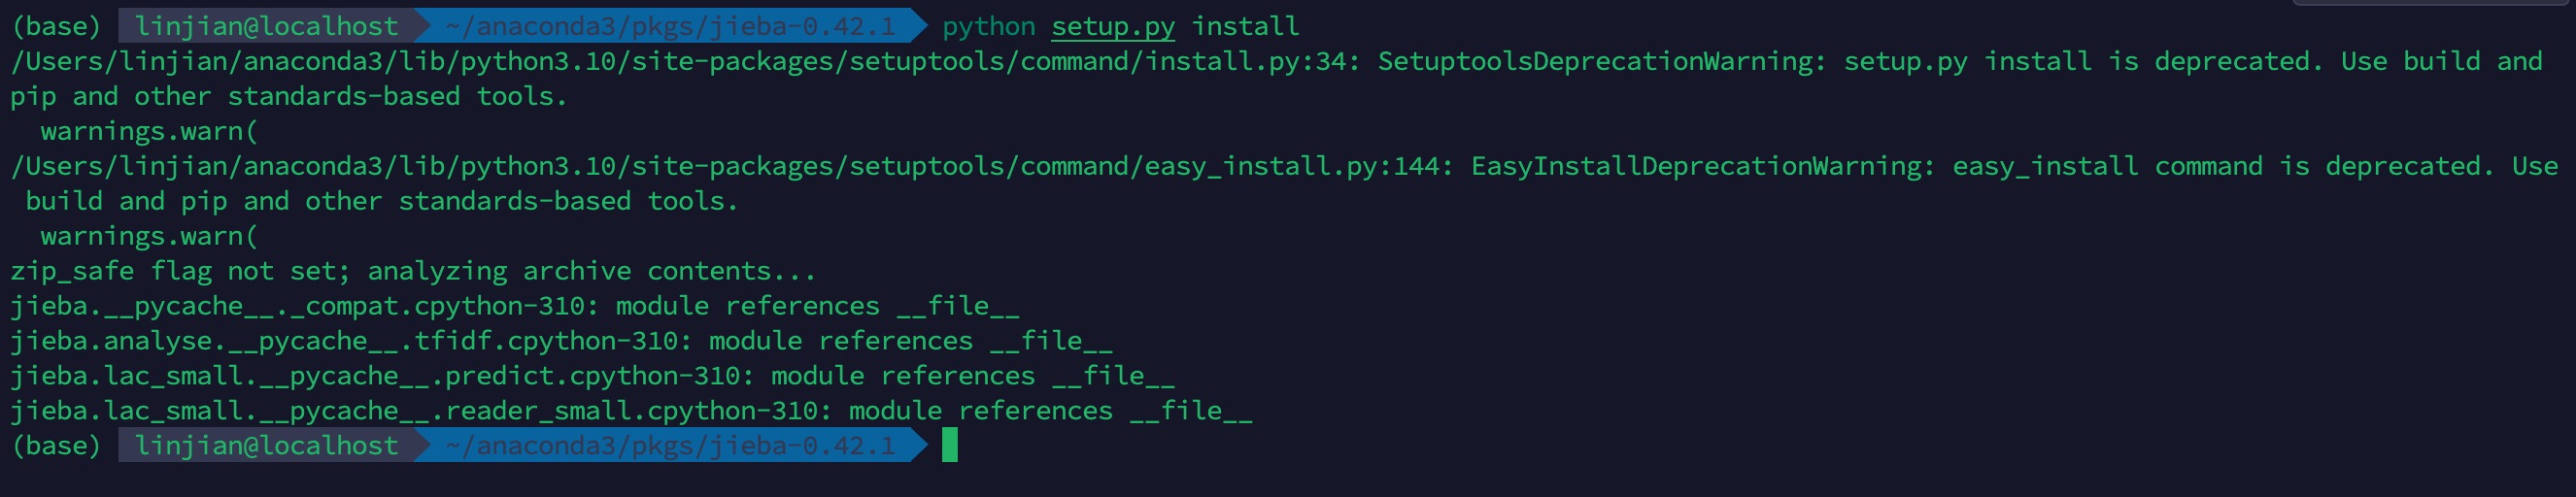 (base) linjian@localhost ~/anaconda3/pkgs/jieba-0.42.1 python setup.py install
/Users/linjian/anaconda3/lib/python3.10/site-packages/setuptools/command/install.py:34: SetuptoolsDeprecationWarning: setup.py install is deprecated. Use build and
pip and other standards-based tools.
  warnings.warn(
/Users/linjian/anaconda3/lib/python3.10/site-packages/setuptools/command/easy_install.py:144: EasyInstallDeprecationWarning: easy_install command is deprecated. Use
 build and pip and other standards-based tools.
  warnings.warn(
zip_safe flag not set; analyzing archive contents...
jieba.__pycache__._compat.cpython-310: module references __file__
jieba.analyse.__pycache__.tfidf.cpython-310: module references __file__
jieba.lac_small.__pycache__.predict.cpython-310: module references __file__
jieba.lac_small.__pycache__.reader_small.cpython-310: module references __file__
(base) linjian@localhost ~/anaconda3/pkgs/jieba-0.42.1